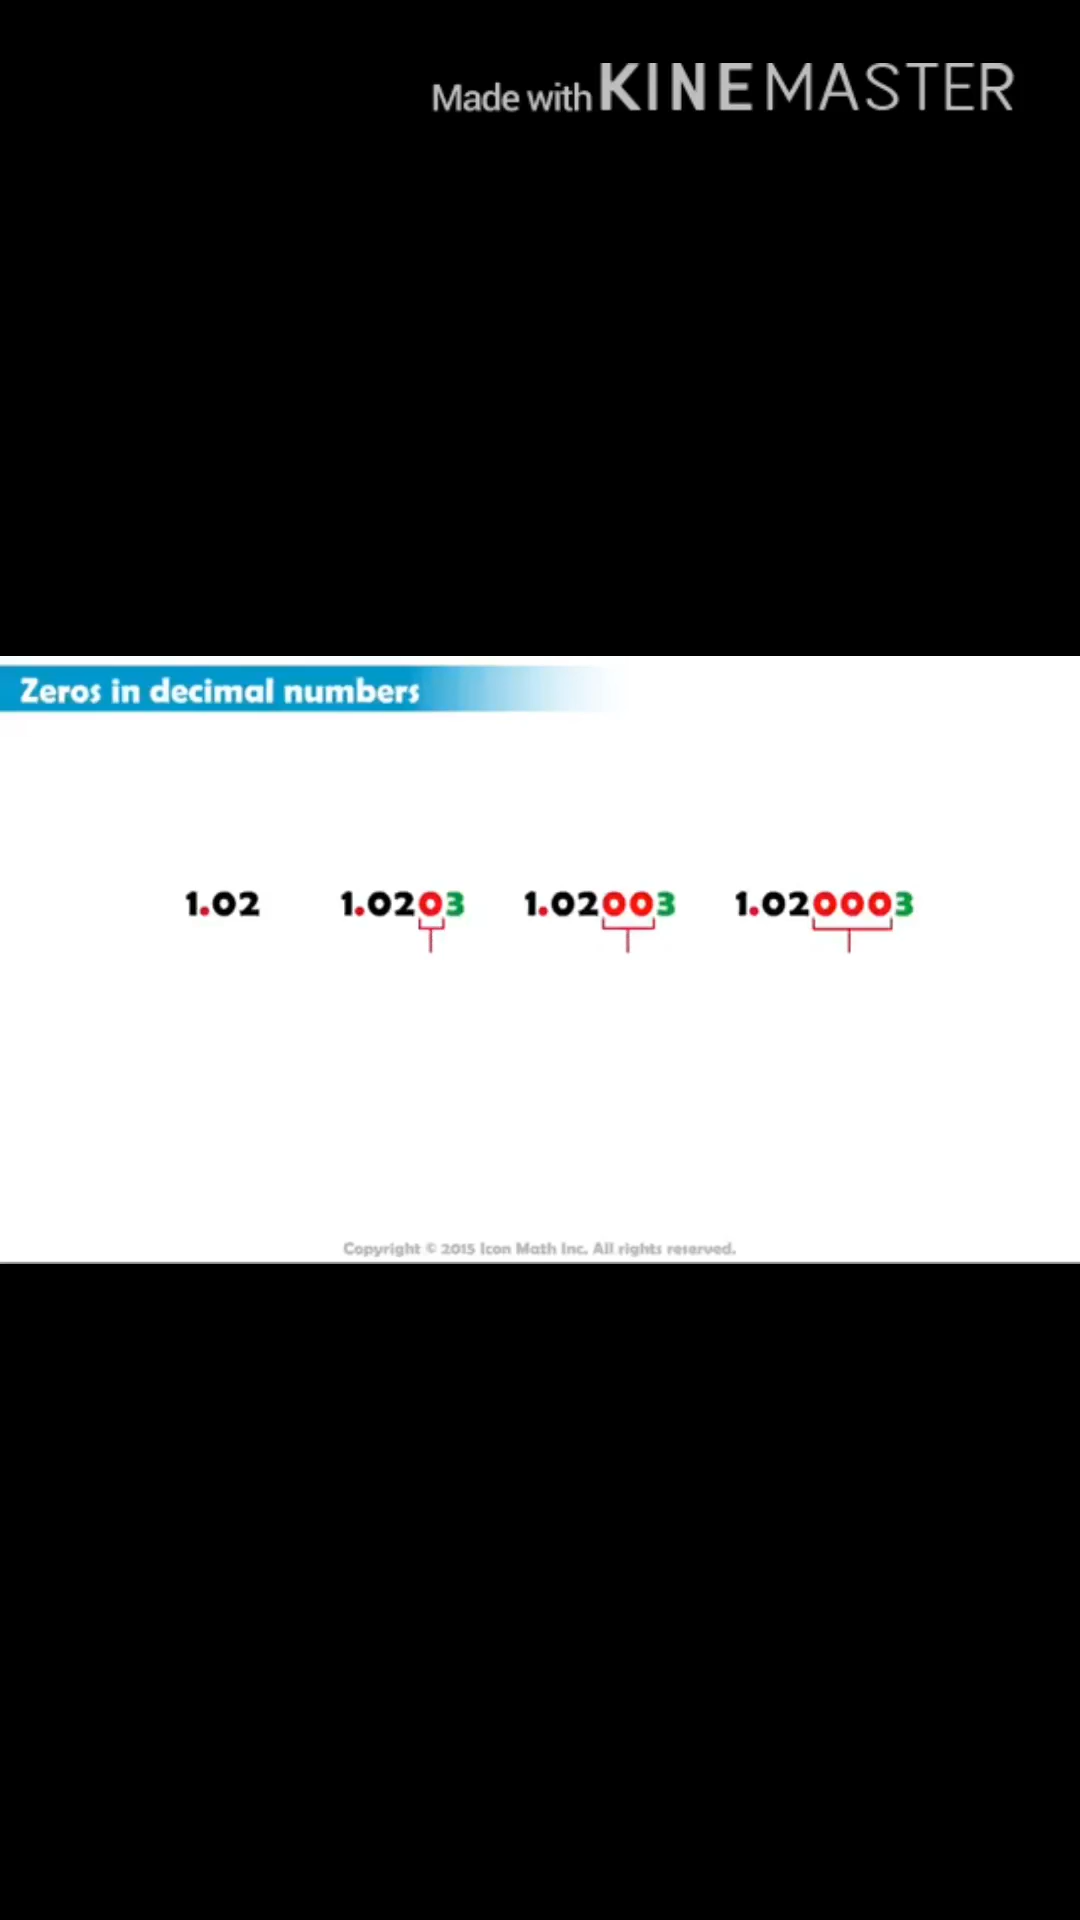 Made with KINEMASTER
Zeros in decimal numbers
1.02 1.0203 1.02003 1.020003
Copyright © 2015 Icon Math Inc. All rights reserved.